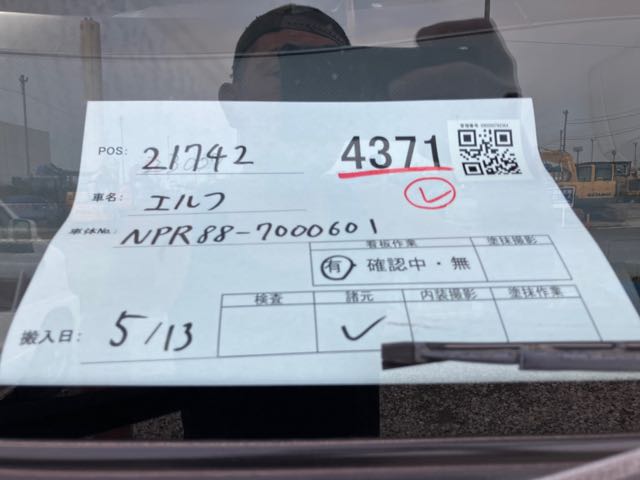 POS: 21742
4371
車名: エルフ
車体No. NPR88-7000601
看板作業 塗抹撮影
有 確認中・無
検査 諸元 内装撮影 塗抹作業
搬入日: 5/13